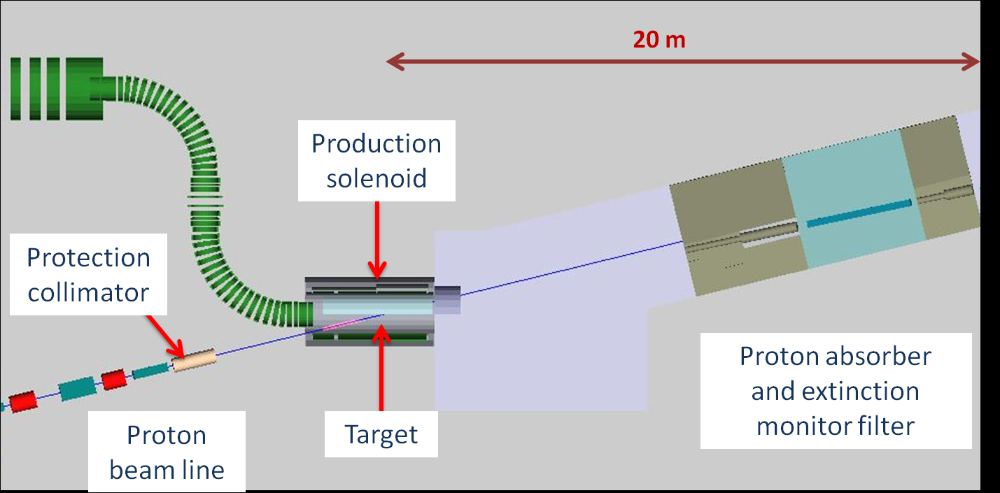 20 m
Production
solenoid
Protection
collimator
Proton absorber
and extinction
monitor filter
Target
Proton
beam line